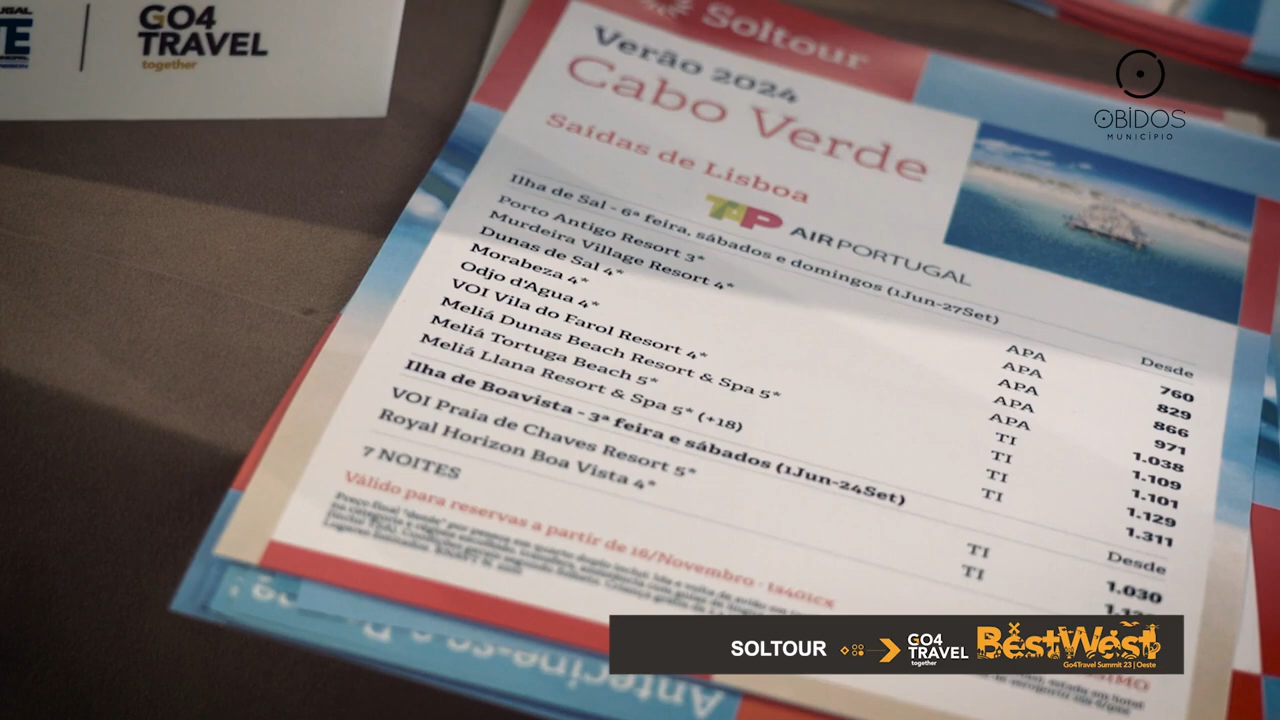 GO4
TRAVEL
together
Soltour
Verão 2024
Cabo Verde
Saídas de Lisboa
TAP AIRPORTUGAL
OBIDOS
MUNICÍPIO
Ilha de Sal - 6ª feira, sábados e domingos (1Jun-27Set) Desde
Porto Antigo Resort 3* APA 760
Murdeira Village Resort 4* APA 829
Dunas de Sal 4* APA 866
Morabeza 4* APA 971
Odjo d'Agua 4* APA 1.038
VOI Vila do Farol Resort 4* TI 1.109
Meliá Dunas Beach Resort & Spa 5* TI 1.101
Meliá Tortuga Beach 5* TI 1.129
Meliá Llana Resort & Spa 5* (+18) TI 1.311
Ilha de Boavista - 3ª feira e sábados (1Jun-24Set) Desde
VOI Praia de Chaves Resort 5* TI 1.030
Royal Horizon Boa Vista 4* TI
7 NOITES
Válido para reservas a partir de 16/Novembro - ts401cx
SOLTOUR
GO4
TRAVEL
together
BestWest
Go4Travel Summit 23 | Oeste